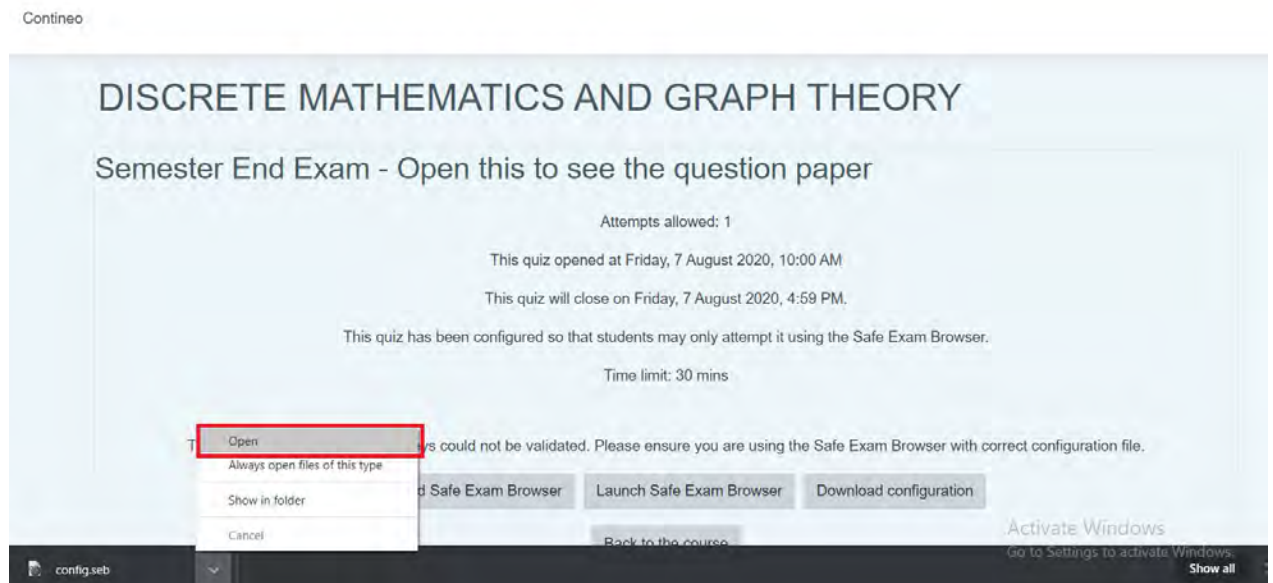 Contineo
DISCRETE MATHEMATICS AND GRAPH THEORY
Semester End Exam - Open this to see the question paper
Attempts allowed: 1
This quiz opened at Friday, 7 August 2020, 10:00 AM
This quiz will close on Friday, 7 August 2020, 4:59 PM.
This quiz has been configured so that students may only attempt it using the Safe Exam Browser.
Time limit: 30 mins
could not be validated. Please ensure you are using the Safe Exam Browser with correct configuration file.
Open
Always open files of this type
Show in folder
Cancel
Safe Exam Browser
Launch Safe Exam Browser
Download configuration
Back to the course
Activate Windows
Go to Settings to activate Windows.
config.seb
Show all